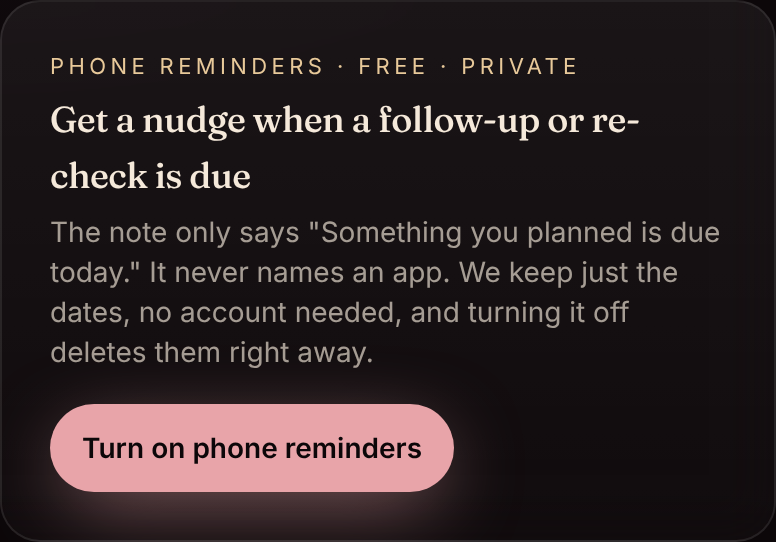 PHONE REMINDERS · FREE · PRIVATE
Get a nudge when a follow-up or re-
check is due
The note only says "Something you planned is due
today." It never names an app. We keep just the
dates, no account needed, and turning it off
deletes them right away.
Turn on phone reminders